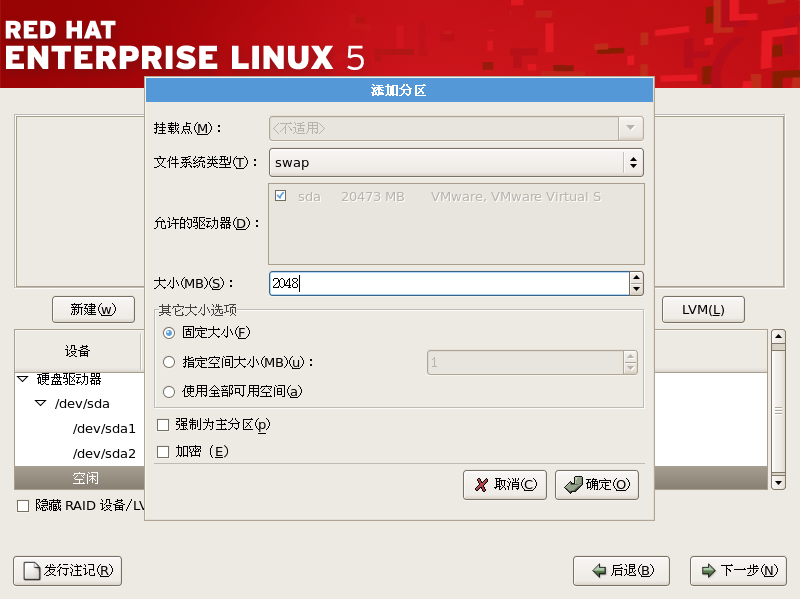 RED HAT
ENTERPRISE LINUX 5
添加分区
挂载点(M)：
<不适用>
文件系统类型(T)：
swap
允许的驱动器(D)：
sda 20473 MB VMware, VMware Virtual S
大小(MB)(S)：
2048
其它大小选项
固定大小(F)
指定空间大小(MB)(u)：
1
使用全部可用空间(a)
强制为主分区(p)
加密 (E)
取消(C)
确定(O)
新建(w)
LVM(L)
设备
硬盘驱动器
/dev/sda
/dev/sda1
/dev/sda2
空闲
隐藏 RAID 设备/LV
发行注记(R)
后退(B)
下一步(N)